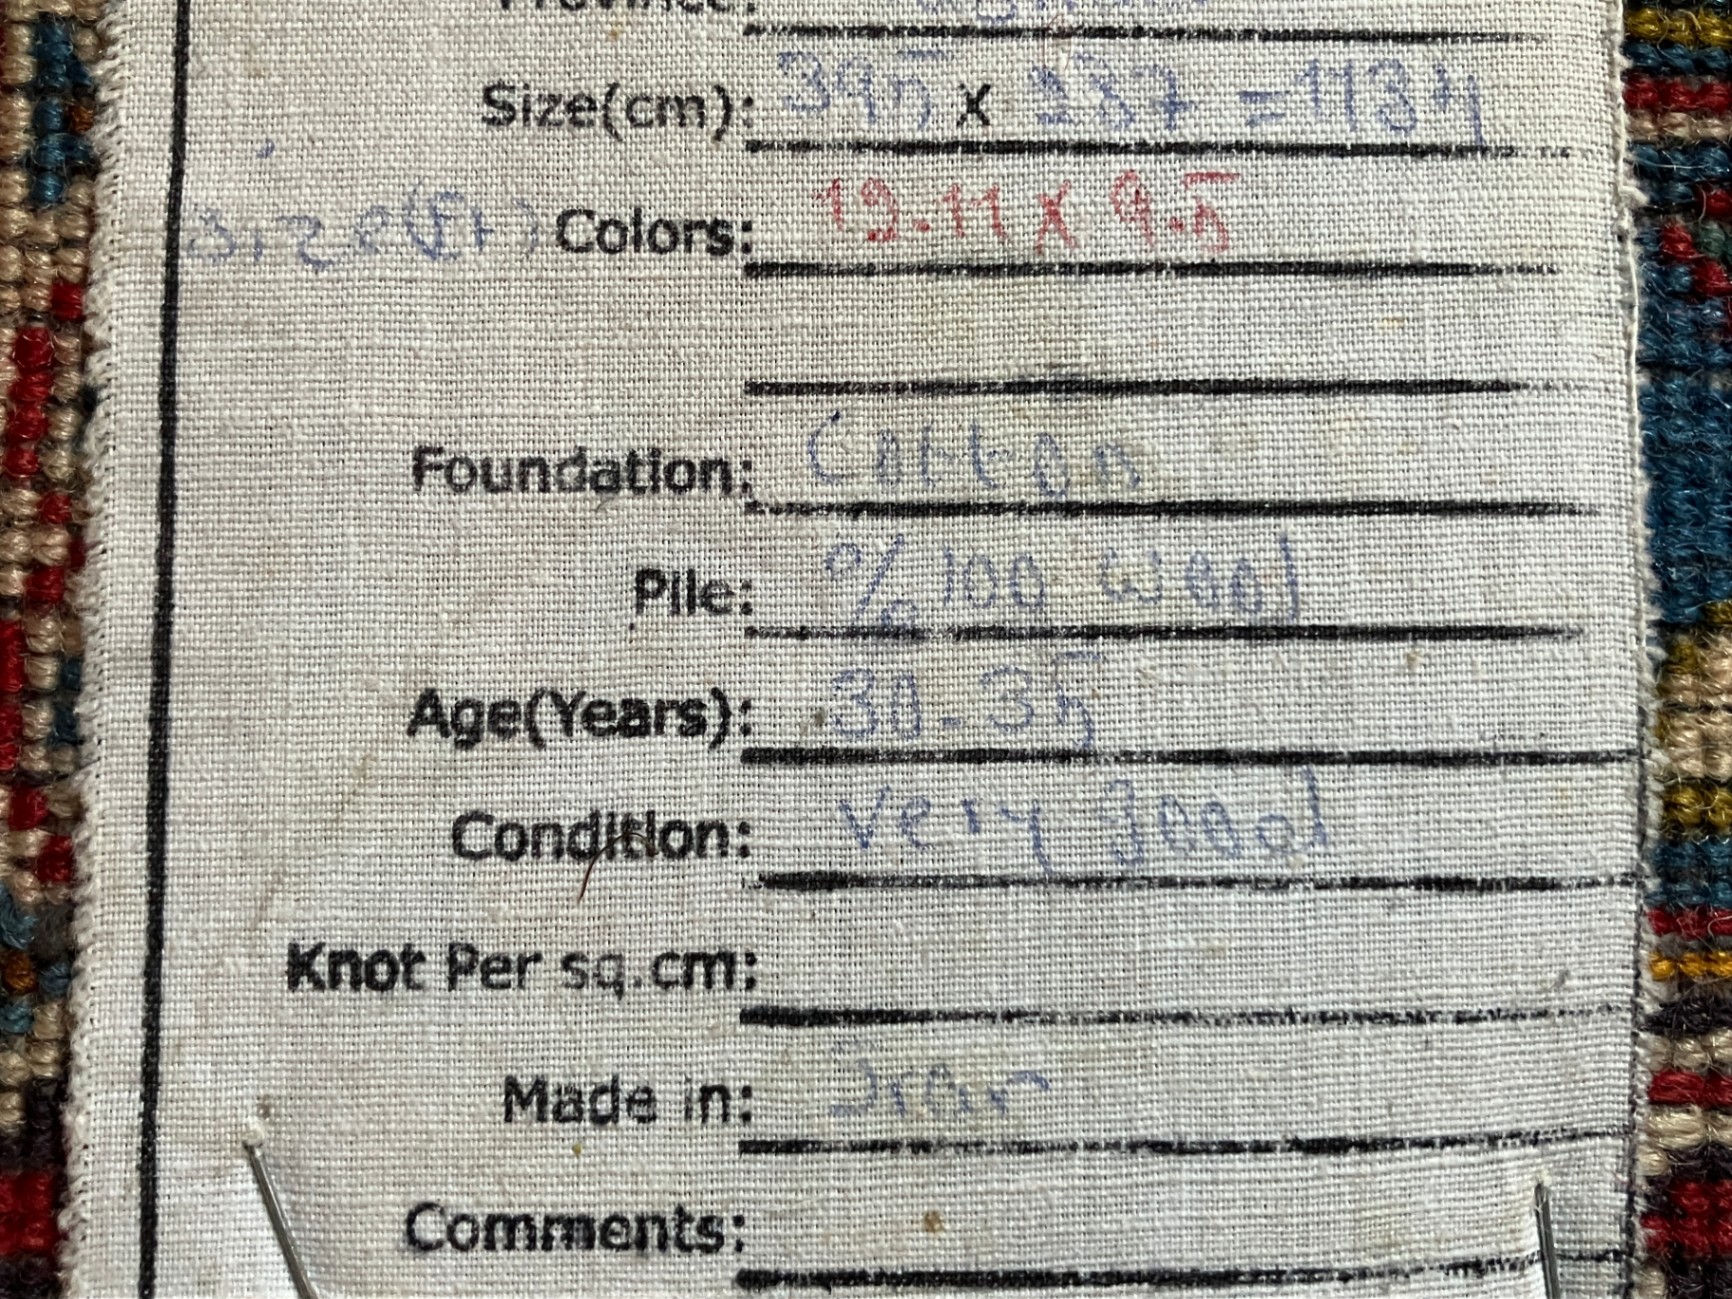 Province:
Size(cm): 395 x 287 = 1134
Size(Ft) Colors: 12.11 X 9.5
Foundation: Cotton
Pile: %100 wool
Age(Years): 30-35
Condition: very good
Knot Per sq.cm:
Made in: Iran
Comments: